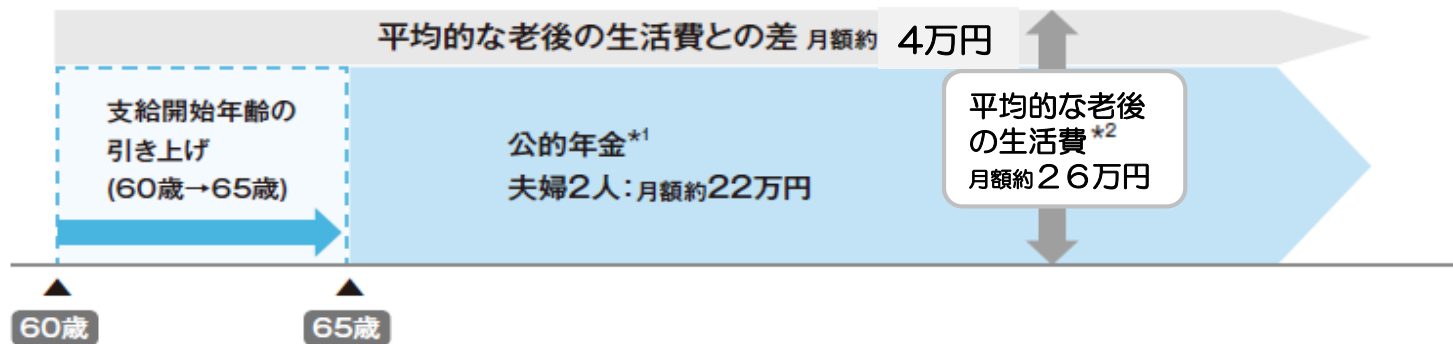 平均的な老後の生活費との差 月額約 4万円
支給開始年齢の
引き上げ
(60歳→65歳)
公的年金*1
夫婦2人:月額約22万円
平均的な老後
の生活費*2
月額約26万円
60歳
65歳